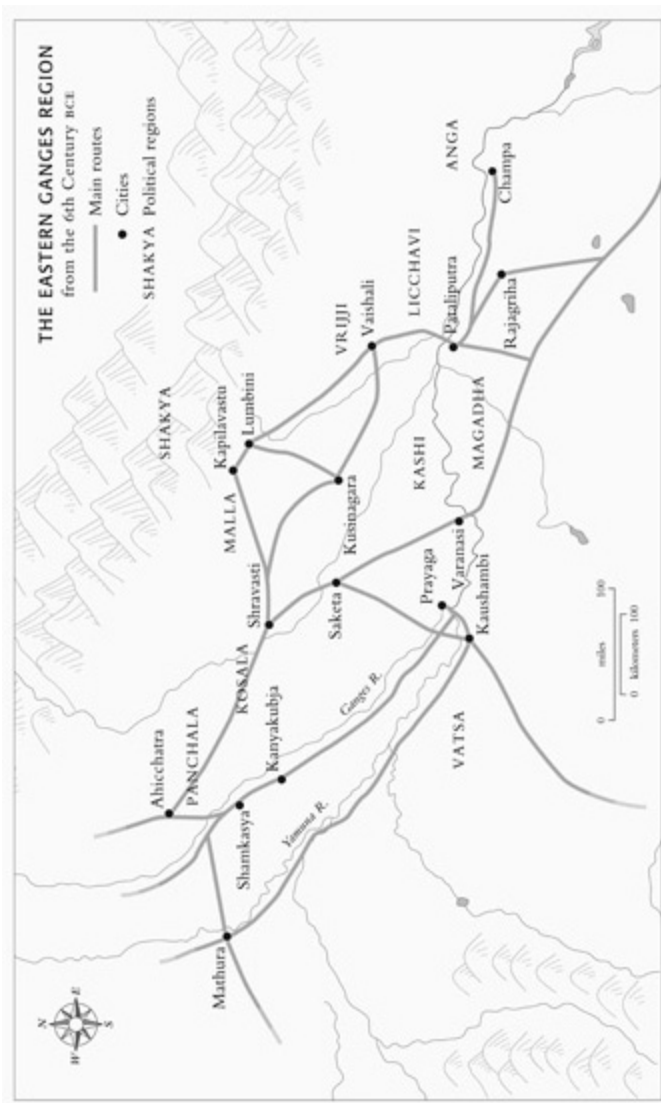 THE EASTERN GANGES REGION
from the 6th Century BCE
Main routes
Cities
SHAKYA Political regions
N
W
E
S
SHAKYA
Kapilavastu
Lumbini
MALLA
Ahicchatra
PANCHALA
Shravasti
KOSALA
Kusinagara
VRIJJI
Vaishali
LICCHAVI
ANGA
Champa
Shamkasya
Kanyakubja
Mathura
Saketa
Ganges R.
Yamuna R.
KASHI
Pataliputra
Rajagriha
MAGADHA
Prayaga
Varanasi
Kaushambi
VATSA
0 miles 100
0 kilometers 100